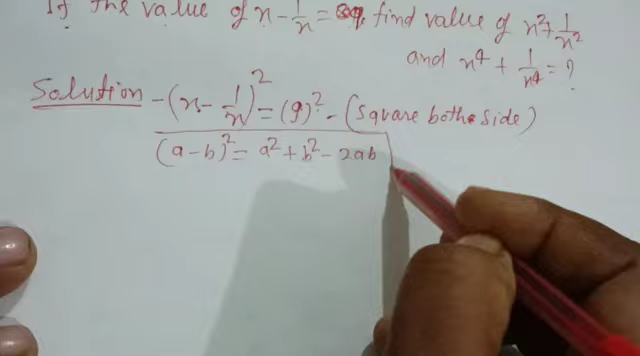 If the value of x - 1/x = 9, find value of x² + 1/x²
and x⁴ + 1/x⁴ = ?
Solution - (x - 1/x)² = (9)² - (Square both side)
(a - b)² = a² + b² - 2ab